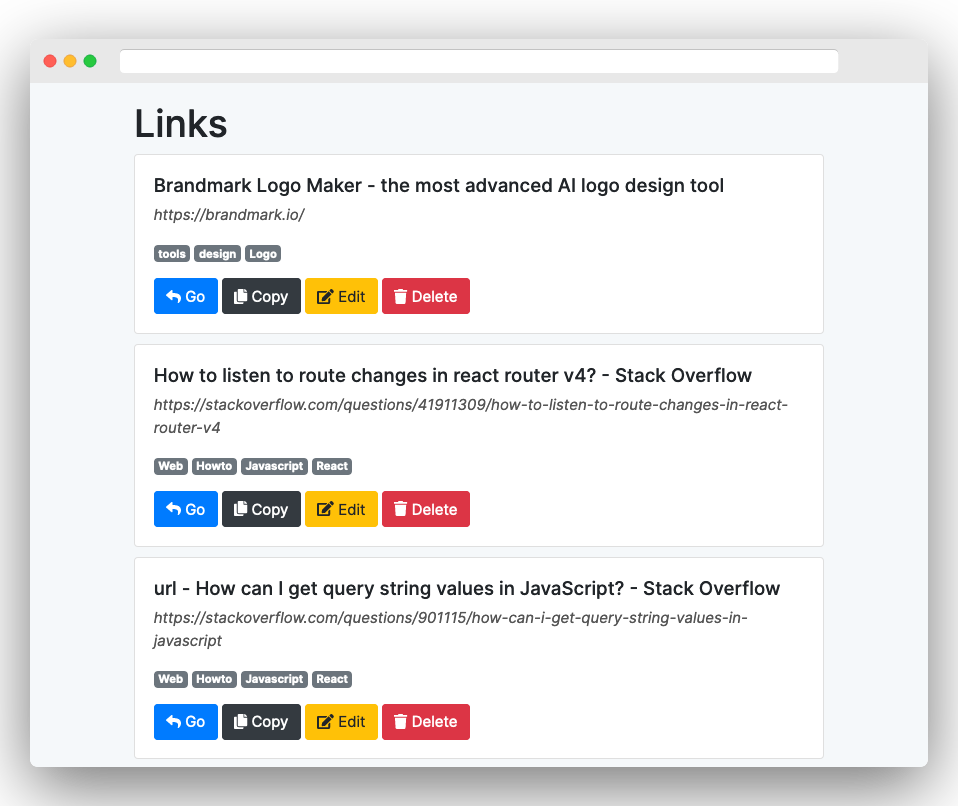 Links
Brandmark Logo Maker - the most advanced AI logo design tool
https://brandmark.io/
tools design Logo
Go Copy Edit Delete
How to listen to route changes in react router v4? - Stack Overflow
https://stackoverflow.com/questions/41911309/how-to-listen-to-route-changes-in-react-
router-v4
Web Howto Javascript React
Go Copy Edit Delete
url - How can I get query string values in JavaScript? - Stack Overflow
https://stackoverflow.com/questions/901115/how-can-i-get-query-string-values-in-
javascript
Web Howto Javascript React
Go Copy Edit Delete